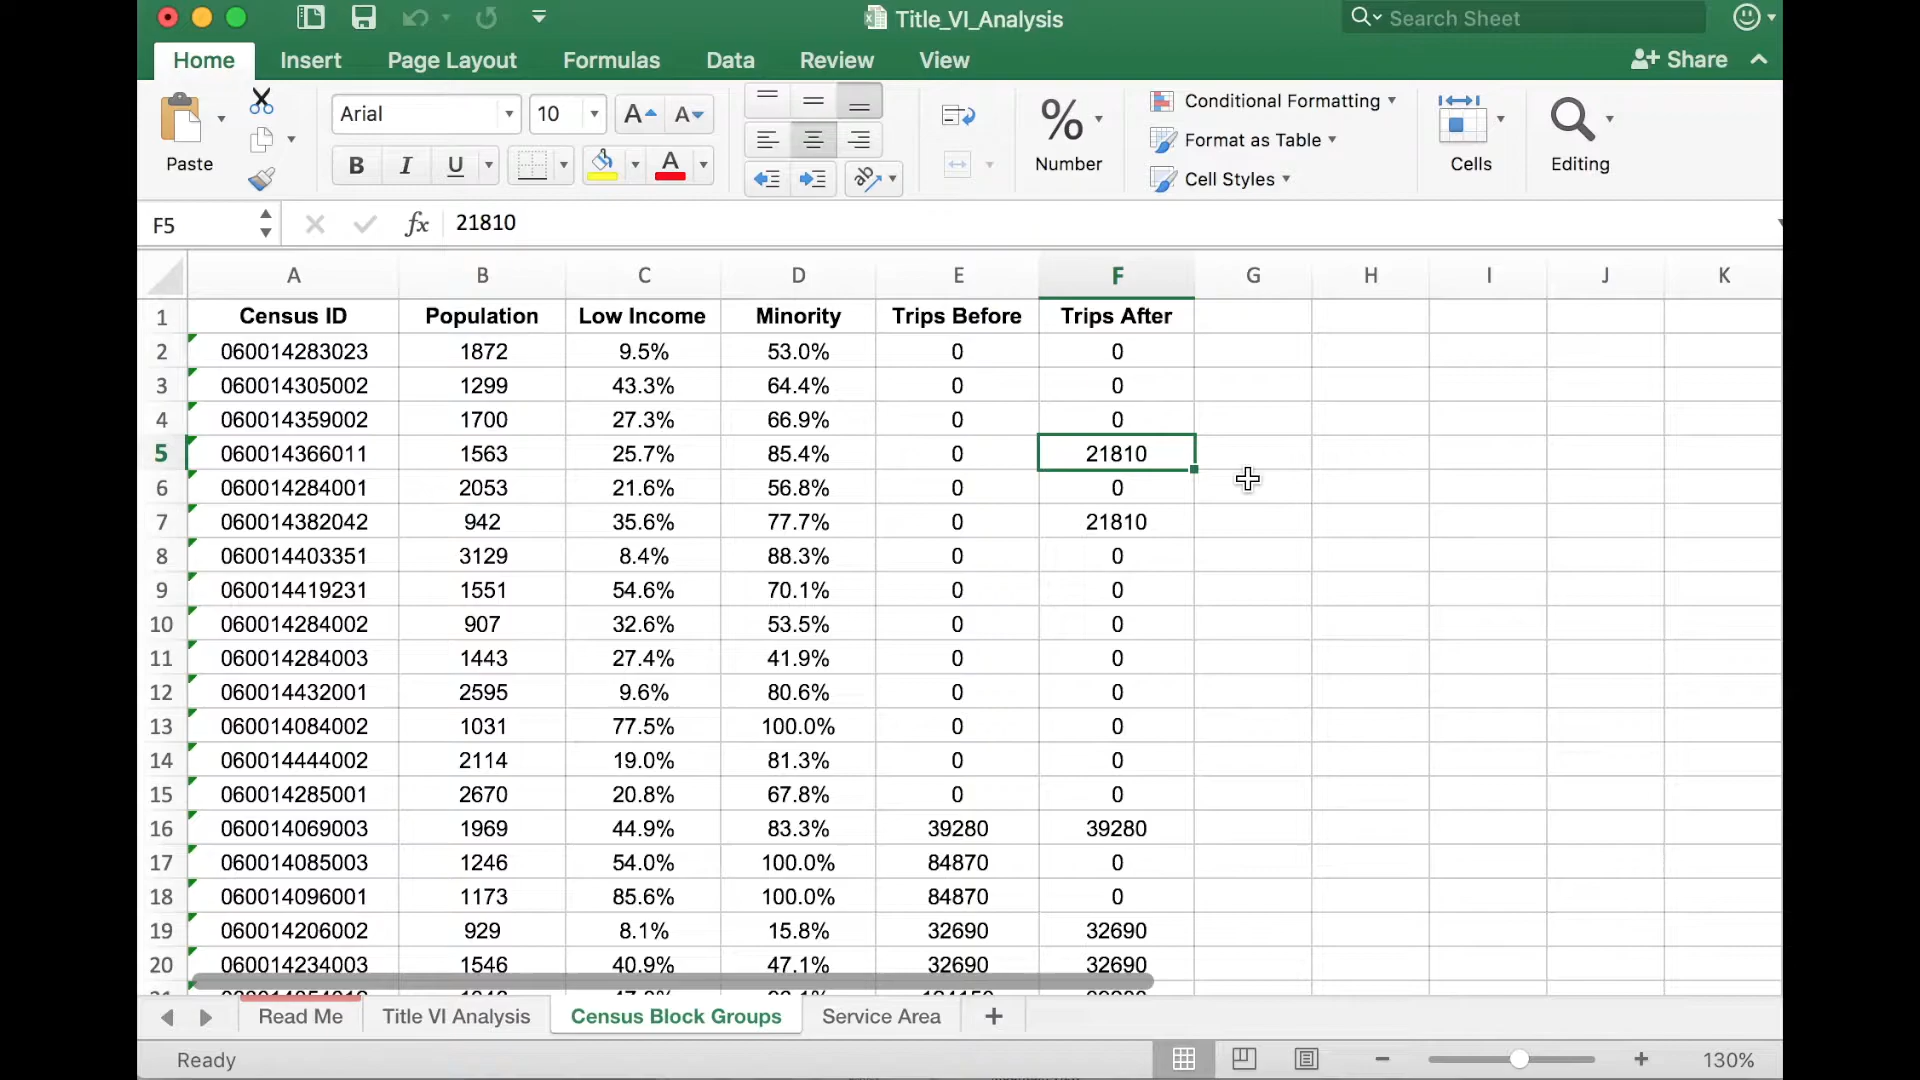 Title_VI_Analysis
Search Sheet
Home Insert Page Layout Formulas Data Review View Share
Paste
Arial 10 A A
B I U A
ab
% Number
Conditional Formatting
Format as Table
Cell Styles
Cells
Editing
F5 fx 21810
A B C D E F G H I J K
1 Census ID Population Low Income Minority Trips Before Trips After
2 060014283023 1872 9.5% 53.0% 0 0
3 060014305002 1299 43.3% 64.4% 0 0
4 060014359002 1700 27.3% 66.9% 0 0
5 060014366011 1563 25.7% 85.4% 0 21810
6 060014284001 2053 21.6% 56.8% 0 0
7 060014382042 942 35.6% 77.7% 0 21810
8 060014403351 3129 8.4% 88.3% 0 0
9 060014419231 1551 54.6% 70.1% 0 0
10 060014284002 907 32.6% 53.5% 0 0
11 060014284003 1443 27.4% 41.9% 0 0
12 060014432001 2595 9.6% 80.6% 0 0
13 060014084002 1031 77.5% 100.0% 0 0
14 060014444002 2114 19.0% 81.3% 0 0
15 060014285001 2670 20.8% 67.8% 0 0
16 060014069003 1969 44.9% 83.3% 39280 39280
17 060014085003 1246 54.0% 100.0% 84870 0
18 060014096001 1173 85.6% 100.0% 84870 0
19 060014206002 929 8.1% 15.8% 32690 32690
20 060014234003 1546 40.9% 47.1% 32690 32690
Read Me Title VI Analysis Census Block Groups Service Area
Ready 130%